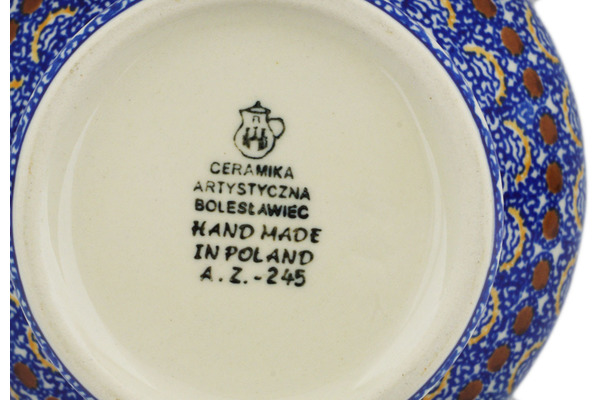 CERAMIKA
ARTYSTYCZNA
BOLESŁAWIEC
HAND MADE
IN POLAND
A. Z.-245